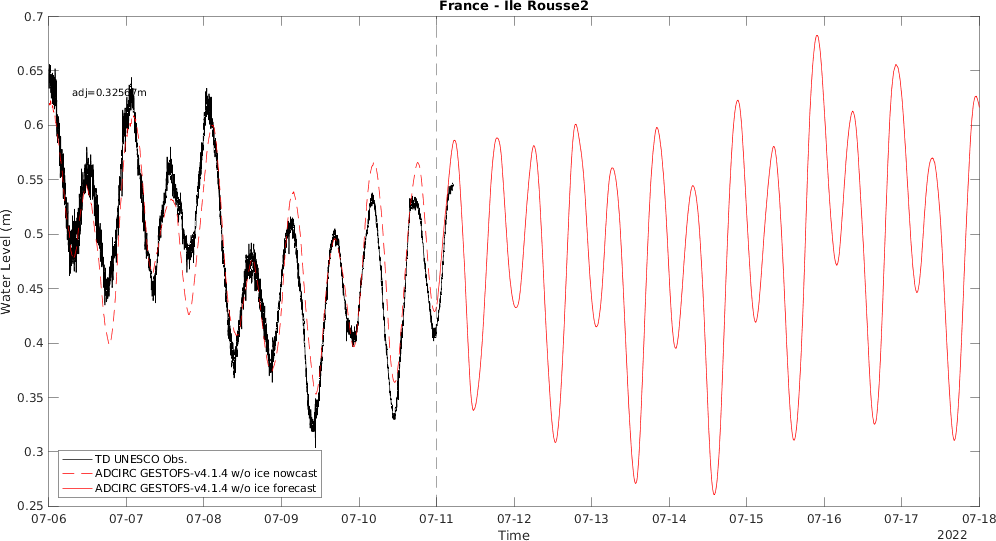 France - Ile Rousse2
Water Level (m)
0.7
0.65
0.6
0.55
0.5
0.45
0.4
0.35
0.3
0.25
adj=0.32567m
TD UNESCO Obs.
ADCIRC GESTOFS-v4.1.4 w/o ice nowcast
ADCIRC GESTOFS-v4.1.4 w/o ice forecast
07-06 07-07 07-08 07-09 07-10 07-11 07-12 07-13 07-14 07-15 07-16 07-17 07-18
Time
2022